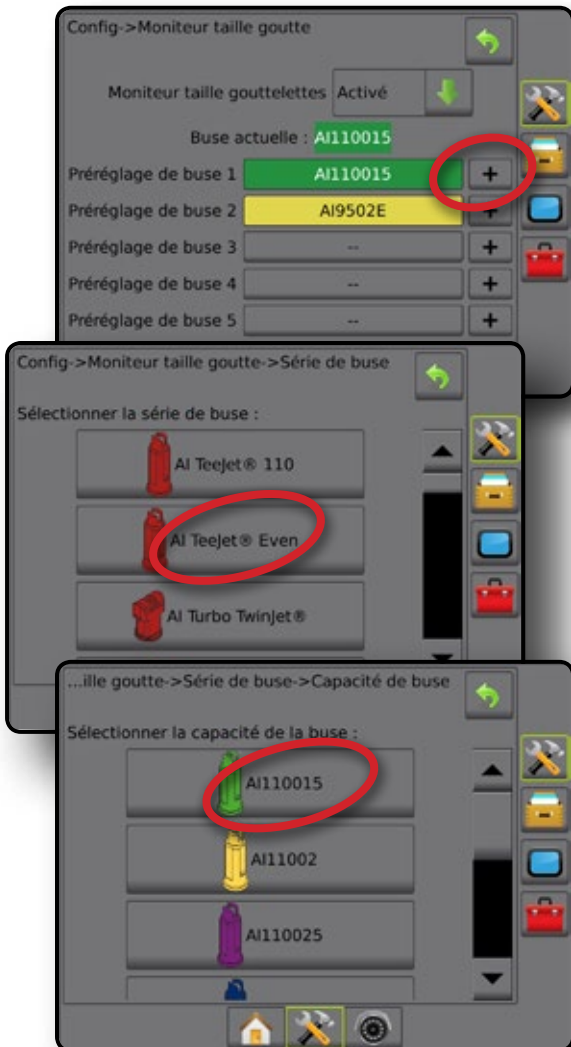 Config->Moniteur taille goutte
Moniteur taille gouttelettes Activé
Buse actuelle : AI110015
Préréglage de buse 1 AI110015 +
Préréglage de buse 2 AI9502E +
Préréglage de buse 3 -- +
Préréglage de buse 4 -- +
Préréglage de buse 5 -- +
Config->Moniteur taille goutte->Série de buse
Sélectionner la série de buse :
AI TeeJet® 110
AI TeeJet® Even
AI Turbo TwinJet®
...ille goutte->Série de buse->Capacité de buse
Sélectionner la capacité de la buse :
AI110015
AI11002
AI110025